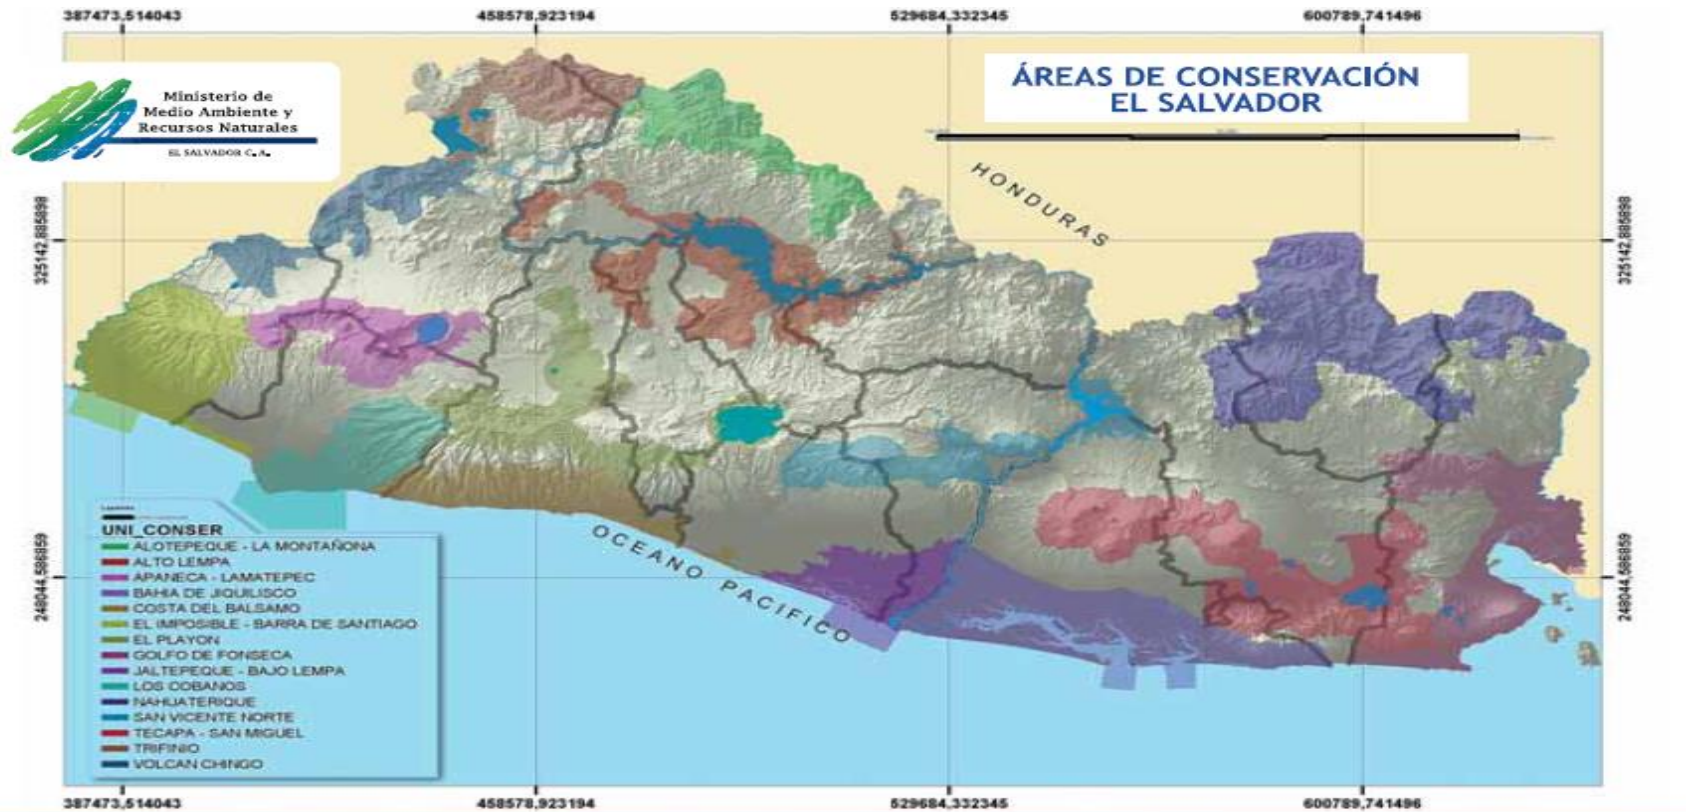 387473,514043
458578,923194
529684,332345
600789,741496
ÁREAS DE CONSERVACIÓN
EL SALVADOR
Ministerio de
Medio Ambiente y
Recursos Naturales
EL SALVADOR C.A.
HONDURAS
325142,885898
325142,885898
OCEANO PACIFICO
248044,586859
248044,586859
UNI_CONSER
ALOTEPEQUE - LA MONTAÑONA
ALTO LEMPA
APANECA - LAMATEPEC
BAHIA DE JIQUILISCO
COSTA DEL BALSAMO
EL IMPOSIBLE - BARRA DE SANTIAGO
EL PLAYON
GOLFO DE FONSECA
JALTEPEQUE - BAJO LEMPA
LOS COBANOS
NAHUATERIQUE
SAN VICENTE NORTE
TECAPA - SAN MIGUEL
TRIFINIO
VOLCAN CHINGO
387473,514043
458578,923194
529684,332345
600789,741496